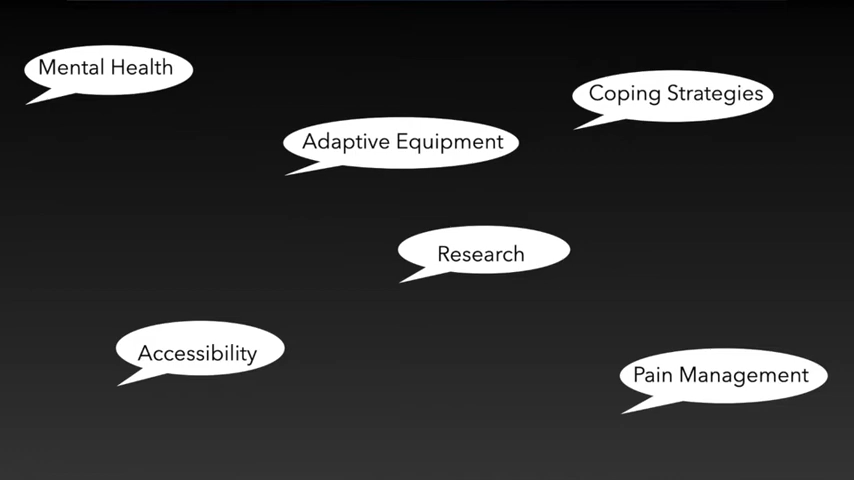 Mental Health
Coping Strategies
Adaptive Equipment
Research
Accessibility
Pain Management